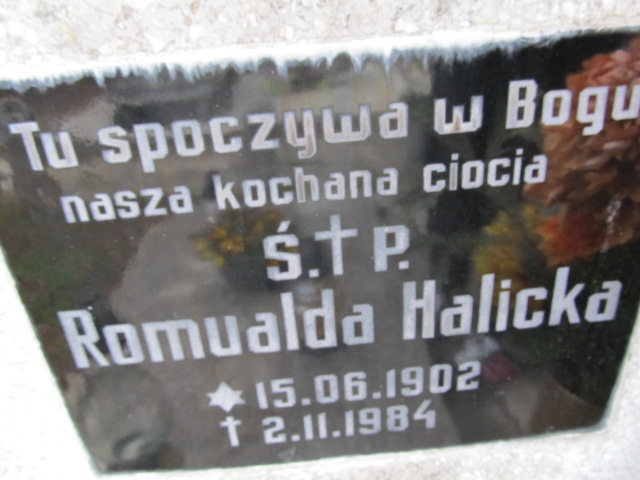 Tu spoczywa w Bogu
nasza kochana ciocia
Ś.†P.
Romualda Halicka
★ 15.06.1902
† 2.11.1984